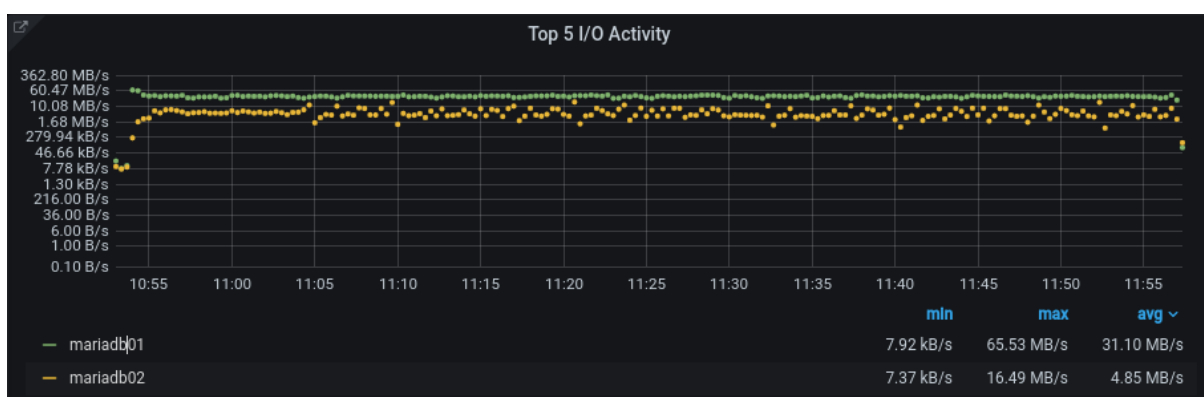 Top 5 I/O Activity
362.80 MB/s
60.47 MB/s
10.08 MB/s
1.68 MB/s
279.94 kB/s
46.66 kB/s
7.78 kB/s
1.30 kB/s
216.00 B/s
36.00 B/s
6.00 B/s
1.00 B/s
0.10 B/s
10:55 11:00 11:05 11:10 11:15 11:20 11:25 11:30 11:35 11:40 11:45 11:50 11:55
min max avg
mariadb01 7.92 kB/s 65.53 MB/s 31.10 MB/s
mariadb02 7.37 kB/s 16.49 MB/s 4.85 MB/s